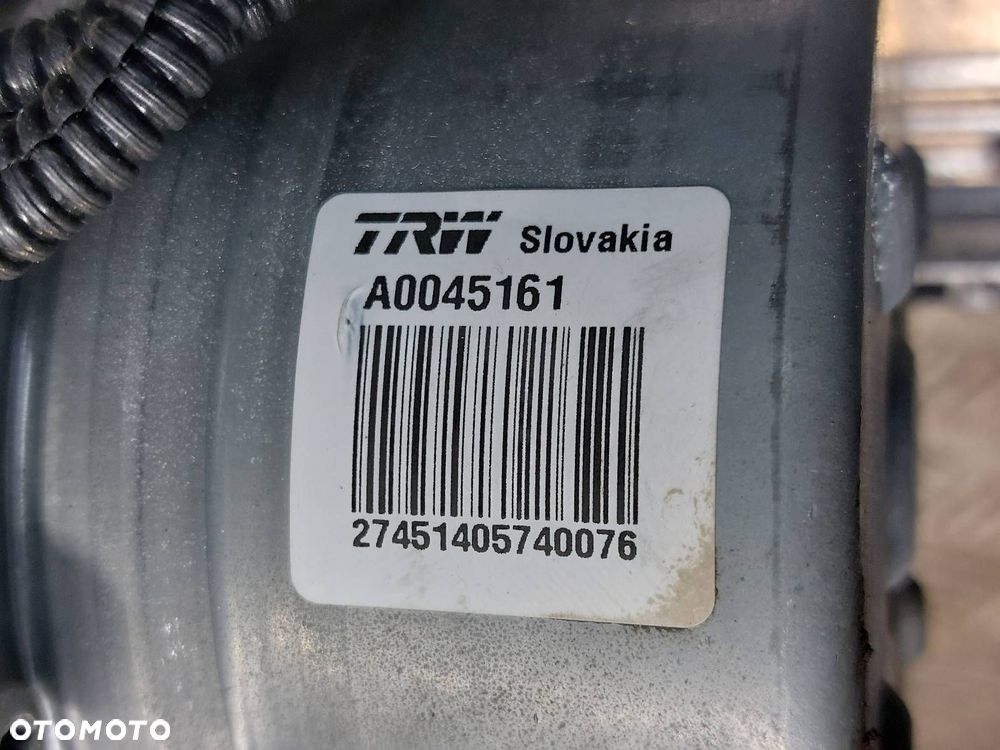 TRW Slovakia
A0045161
27451405740076
OTOMOTO